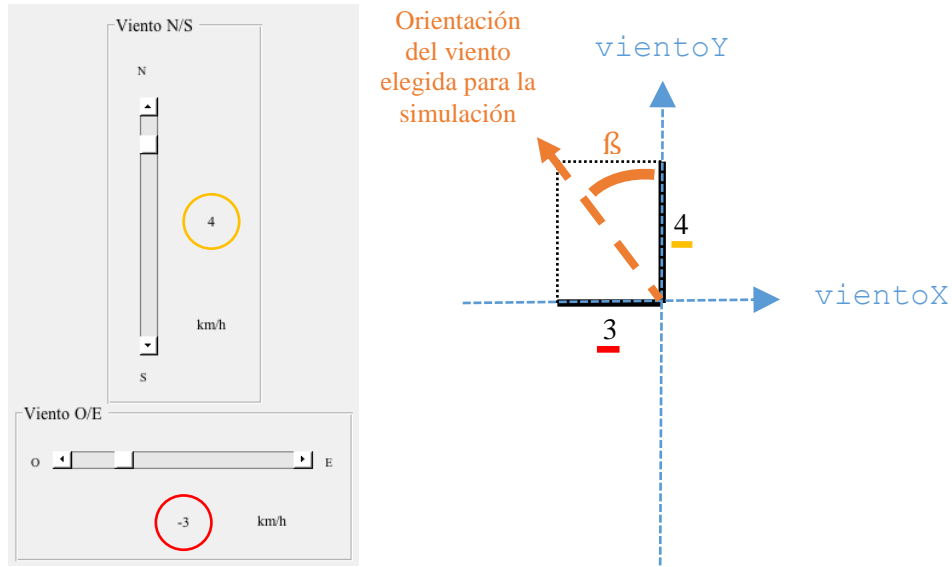 Viento N/S
N
4
km/h
S
Viento O/E
O
E
-3
km/h
Orientación
del viento
elegida para la
simulación
vientoY
ß
4
vientoX
3